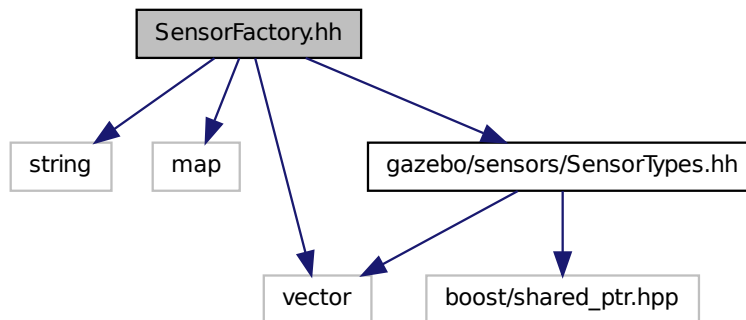 SensorFactory.hh
string
map
gazebo/sensors/SensorTypes.hh
vector
boost/shared_ptr.hpp